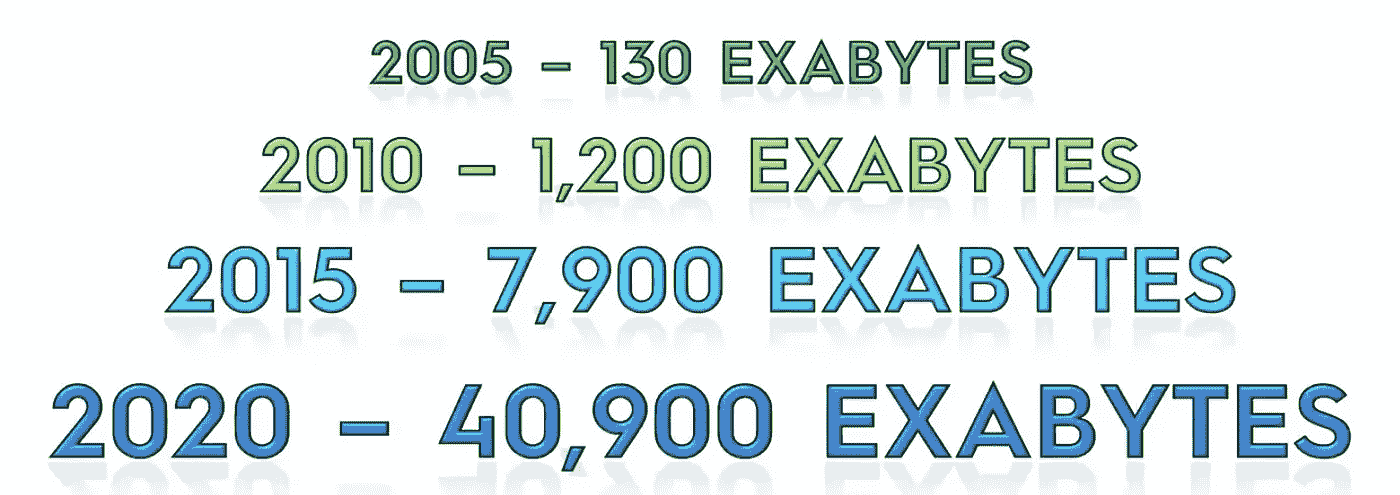 2005 – 130 EXABYTES
2010 – 1,200 EXABYTES
2015 – 7,900 EXABYTES
2020 – 40,900 EXABYTES